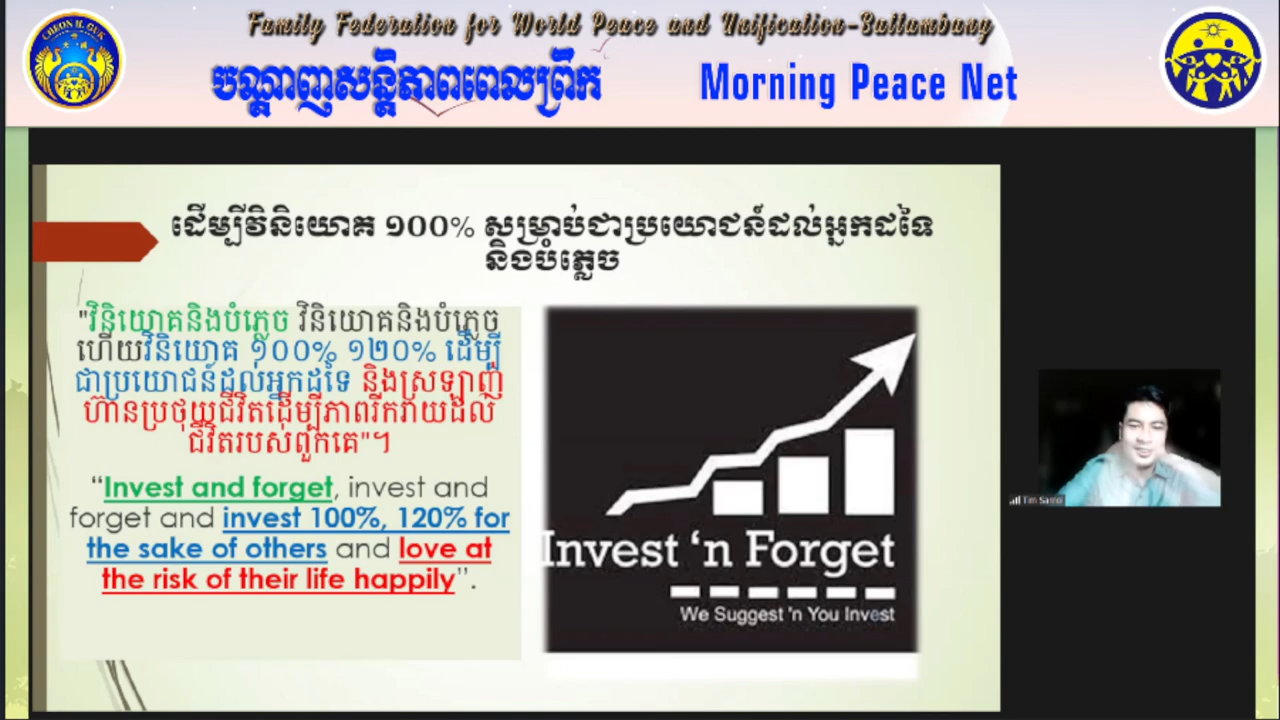 CHEON IL GUK
Family Federation for World Peace and Unification-Battambang
បណ្ដាញសន្តិភាពពេលព្រឹក Morning Peace Net
ដើម្បីវិនិយោគ ១០០% សម្រាប់ជាប្រយោជន៍ដល់អ្នកដទៃ
និងបំភ្លេច
"វិនិយោគនិងបំភ្លេច វិនិយោគនិងបំភ្លេច
ហើយវិនិយោគ ១០០% ១២០% ដើម្បី
ជាប្រយោជន៍ដល់អ្នកដទៃ និងស្រឡាញ់
ហ៊ានប្រថុយជីវិតដើម្បីភាពរីករាយដល់
ជីវិតរបស់ពួកគេ"។
“Invest and forget, invest and
forget and invest 100%, 120% for
the sake of others and love at
the risk of their life happily”.
Invest ‘n Forget
We Suggest 'n You Invest
Tim Samol